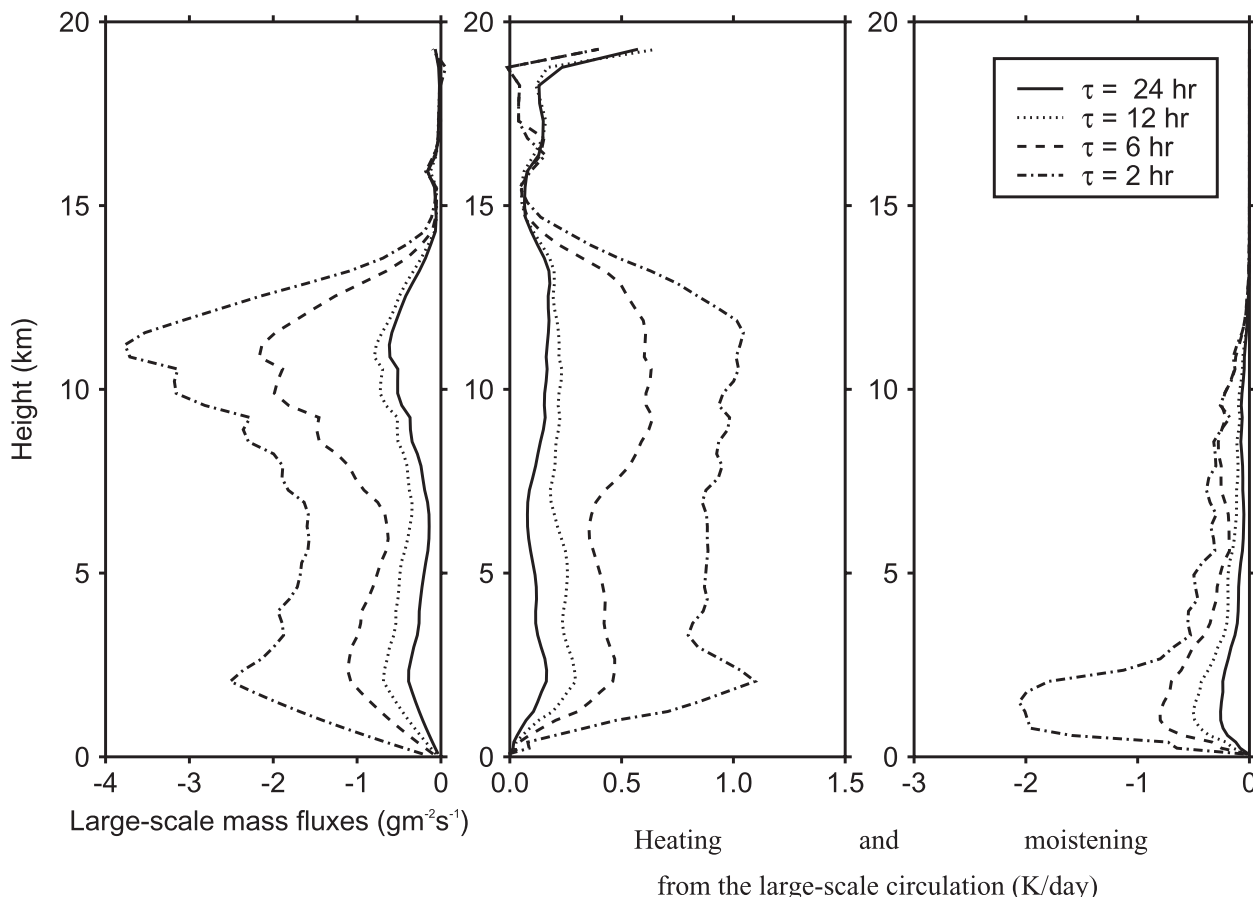 20
15
10
5
0
Height (km)
-4 -3 -2 -1 0
Large-scale mass fluxes (gm⁻²s⁻¹)
20
15
10
5
0
0.0 0.5 1.0 1.5
20
15
10
5
0
-3 -2 -1 0
τ = 24 hr
τ = 12 hr
τ = 6 hr
τ = 2 hr
Heating and moistening
from the large-scale circulation (K/day)